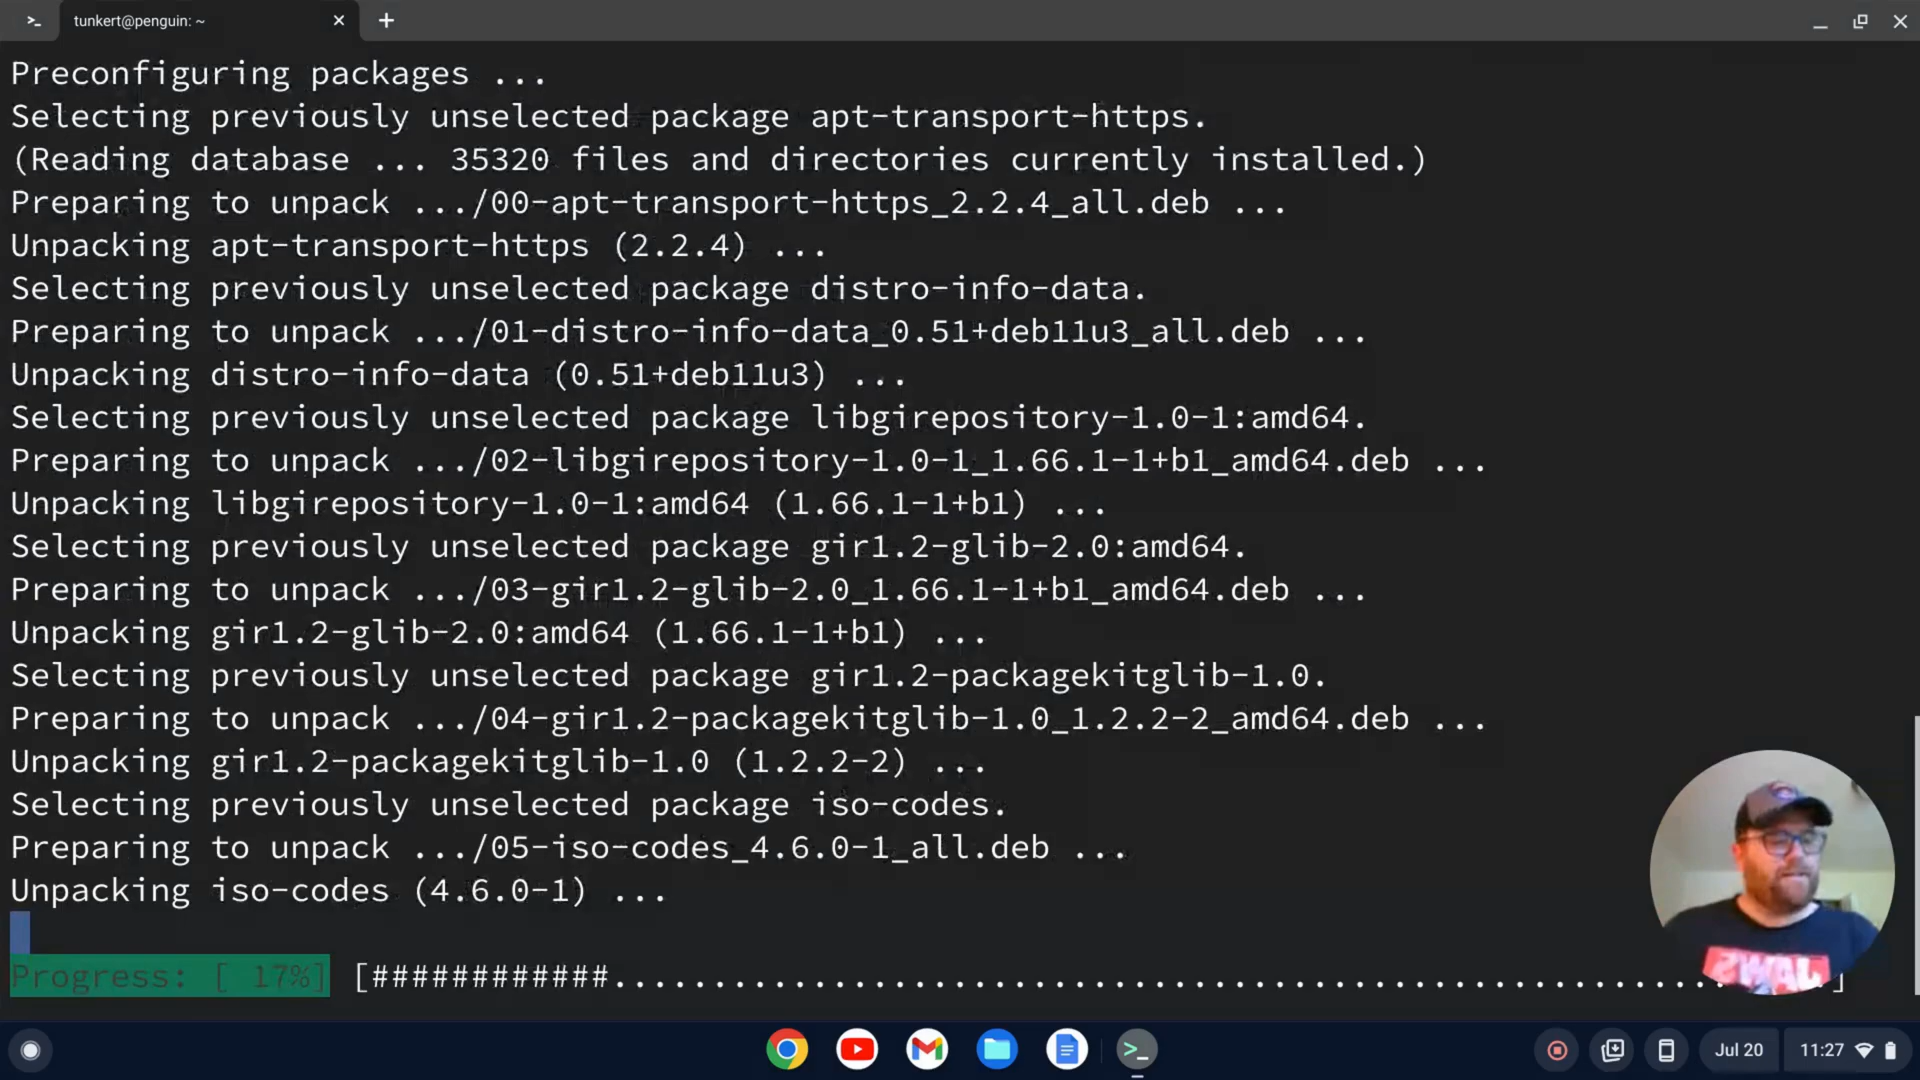 tunkert@penguin: ~
Preconfiguring packages ...
Selecting previously unselected package apt-transport-https.
(Reading database ... 35320 files and directories currently installed.)
Preparing to unpack .../00-apt-transport-https_2.2.4_all.deb ...
Unpacking apt-transport-https (2.2.4) ...
Selecting previously unselected package distro-info-data.
Preparing to unpack .../01-distro-info-data_0.51+deb11u3_all.deb ...
Unpacking distro-info-data (0.51+deb11u3) ...
Selecting previously unselected package libgirepository-1.0-1:amd64.
Preparing to unpack .../02-libgirepository-1.0-1_1.66.1-1+b1_amd64.deb ...
Unpacking libgirepository-1.0-1:amd64 (1.66.1-1+b1) ...
Selecting previously unselected package gir1.2-glib-2.0:amd64.
Preparing to unpack .../03-gir1.2-glib-2.0_1.66.1-1+b1_amd64.deb ...
Unpacking gir1.2-glib-2.0:amd64 (1.66.1-1+b1) ...
Selecting previously unselected package gir1.2-packagekitglib-1.0.
Preparing to unpack .../04-gir1.2-packagekitglib-1.0_1.2.2-2_amd64.deb ...
Unpacking gir1.2-packagekitglib-1.0 (1.2.2-2) ...
Selecting previously unselected package iso-codes.
Preparing to unpack .../05-iso-codes_4.6.0-1_all.deb ...
Unpacking iso-codes (4.6.0-1) ...
Progress: [ 17%] [############.............................................................]
Jul 20 11:27